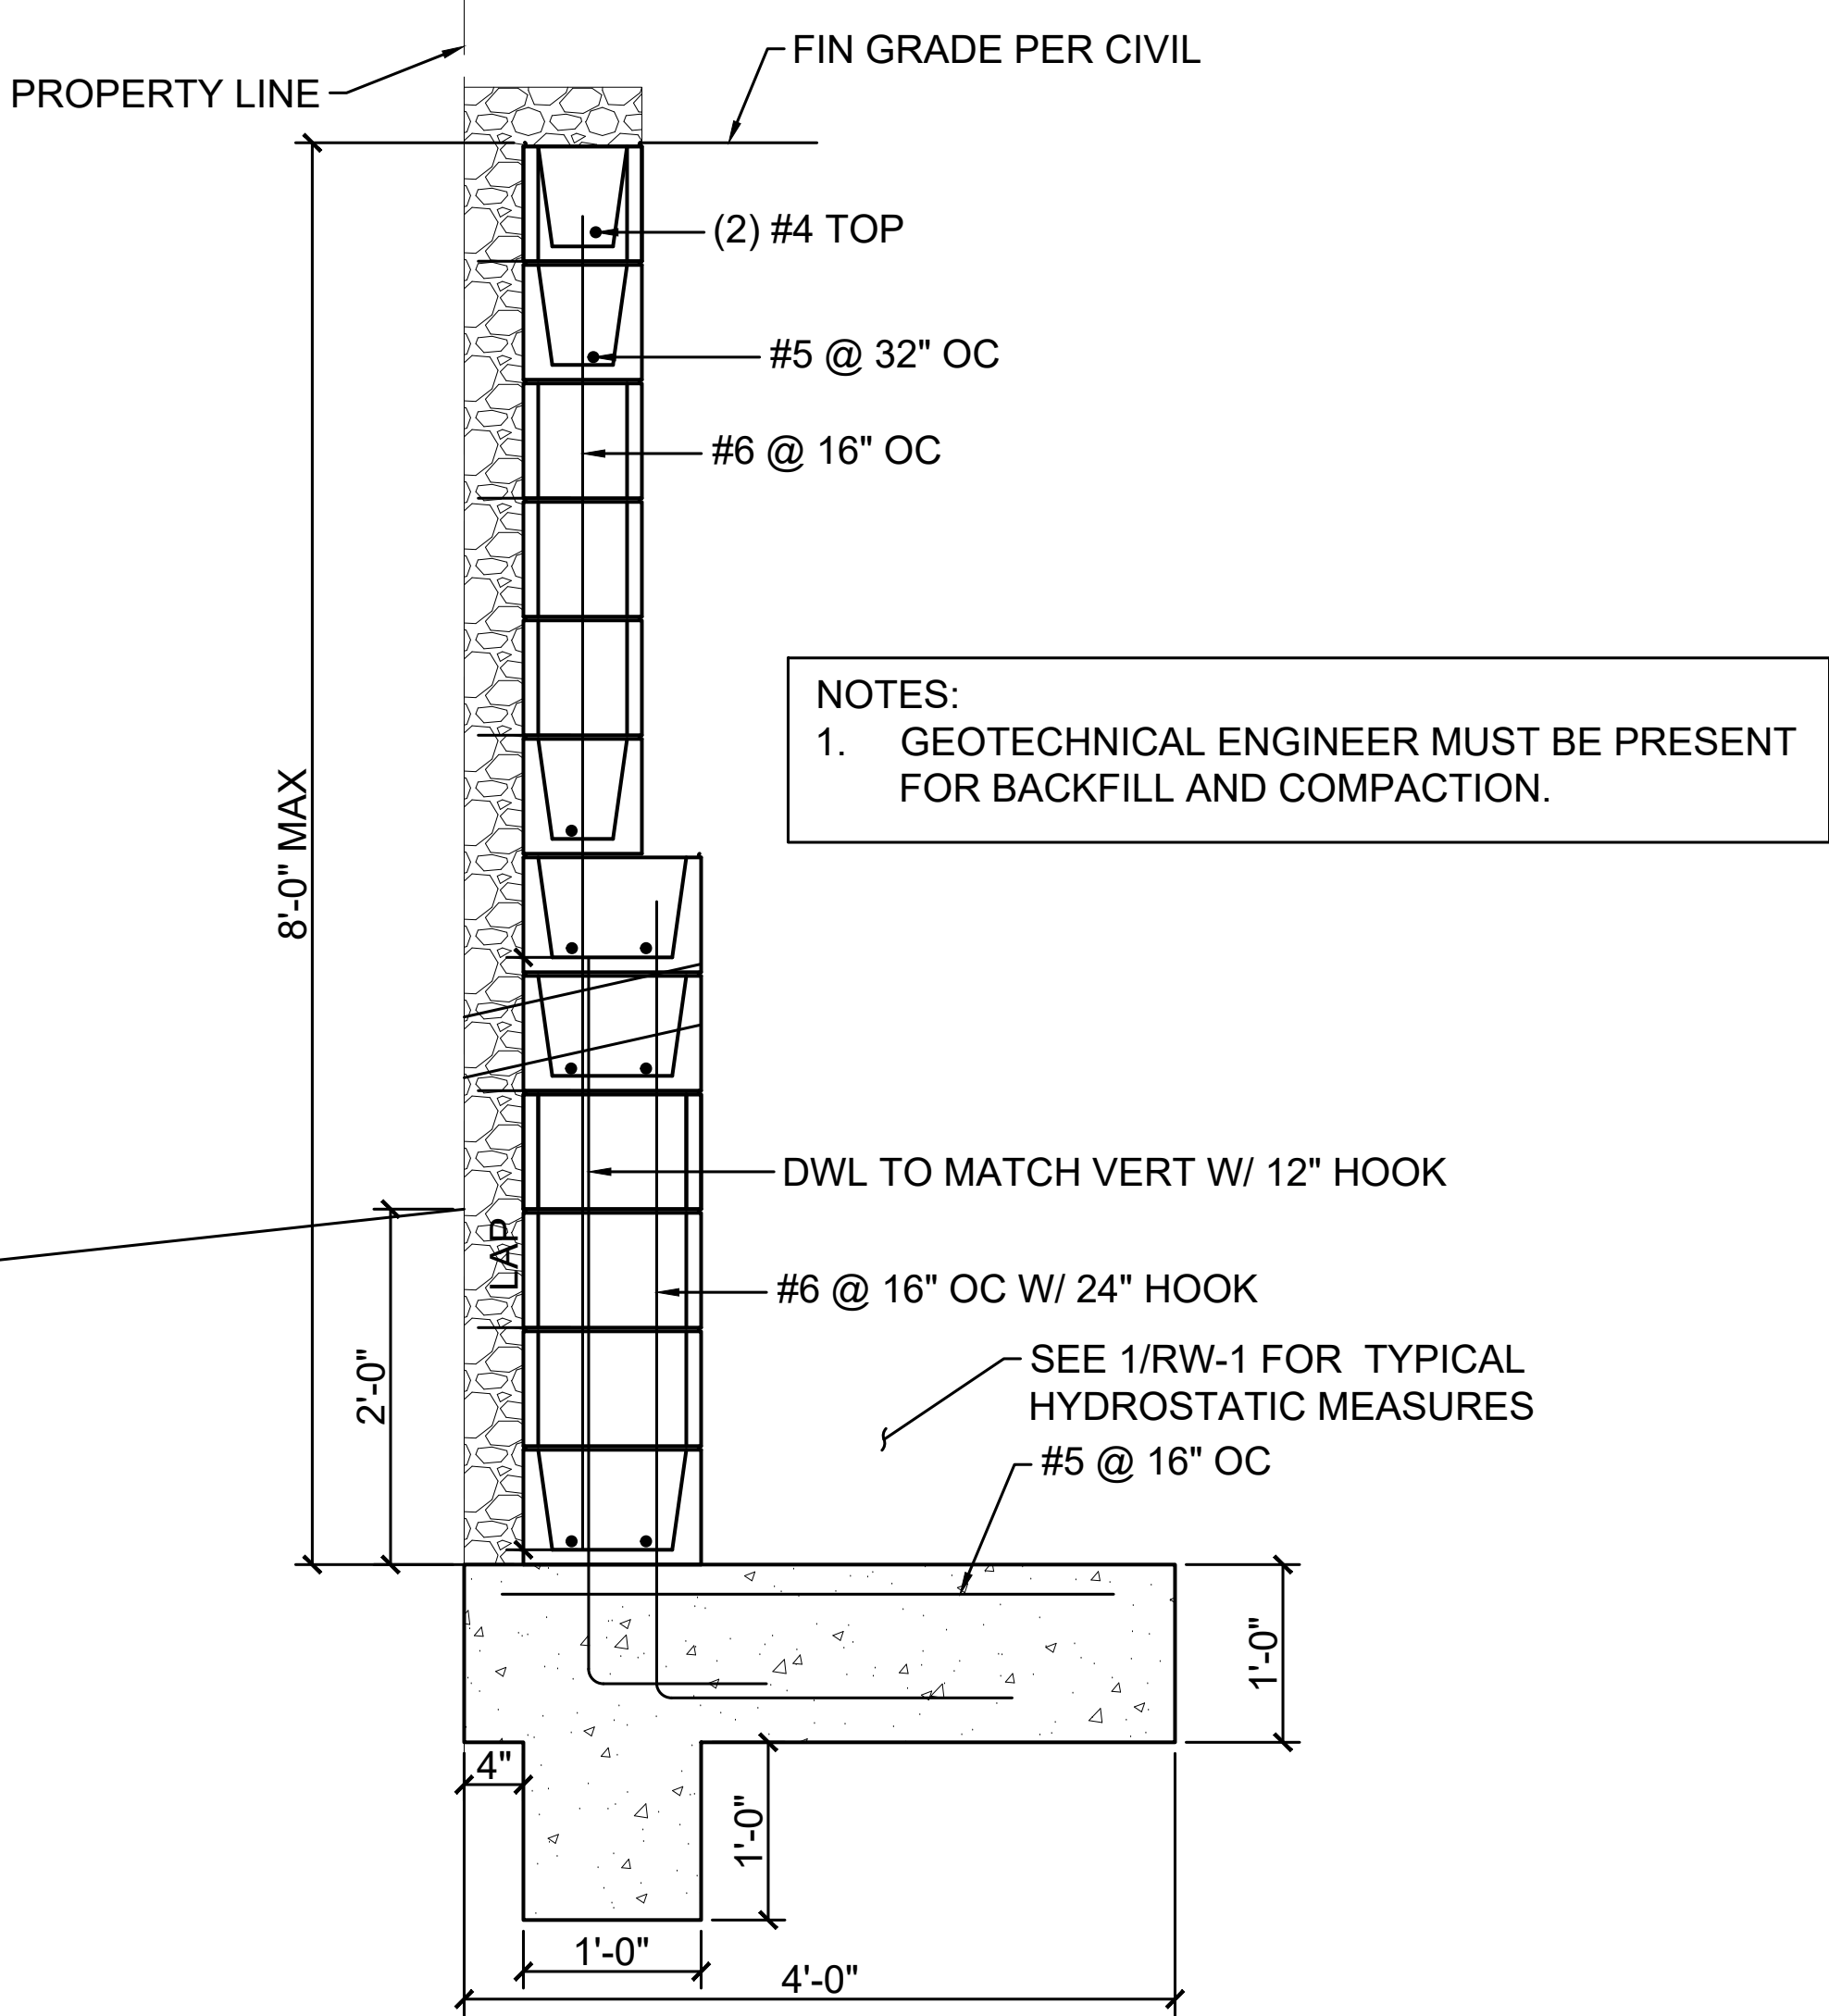 FIN GRADE PER CIVIL
PROPERTY LINE
(2) #4 TOP
#5 @ 32" OC
#6 @ 16" OC
NOTES:
1. GEOTECHNICAL ENGINEER MUST BE PRESENT
FOR BACKFILL AND COMPACTION.
8'-0" MAX
DWL TO MATCH VERT W/ 12" HOOK
LAP
#6 @ 16" OC W/ 24" HOOK
2'-0"
SEE 1/RW-1 FOR TYPICAL
HYDROSTATIC MEASURES
#5 @ 16" OC
1'-0"
4"
1'-0"
1'-0"
4'-0"